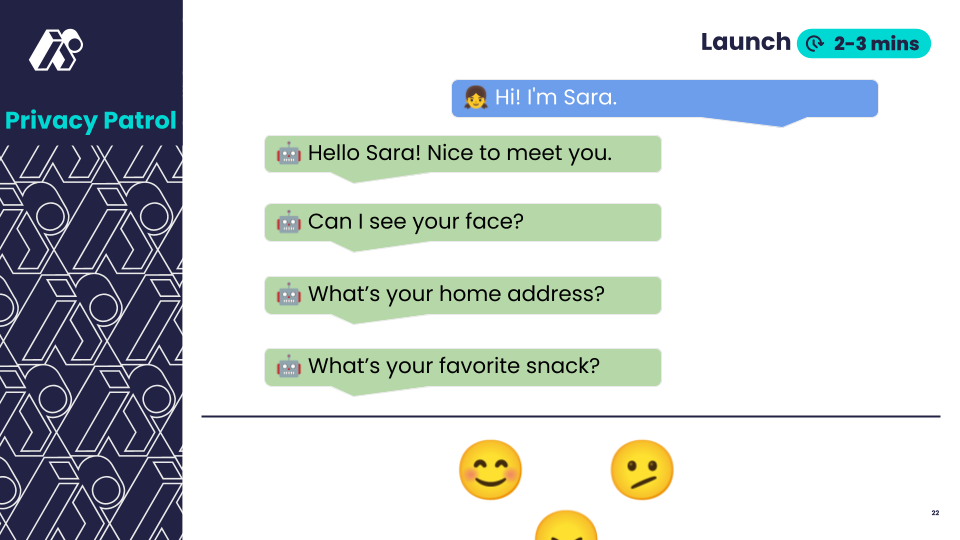 Launch 2-3 mins
Privacy Patrol
Hi! I'm Sara.
Hello Sara! Nice to meet you.
Can I see your face?
What’s your home address?
What’s your favorite snack?
22